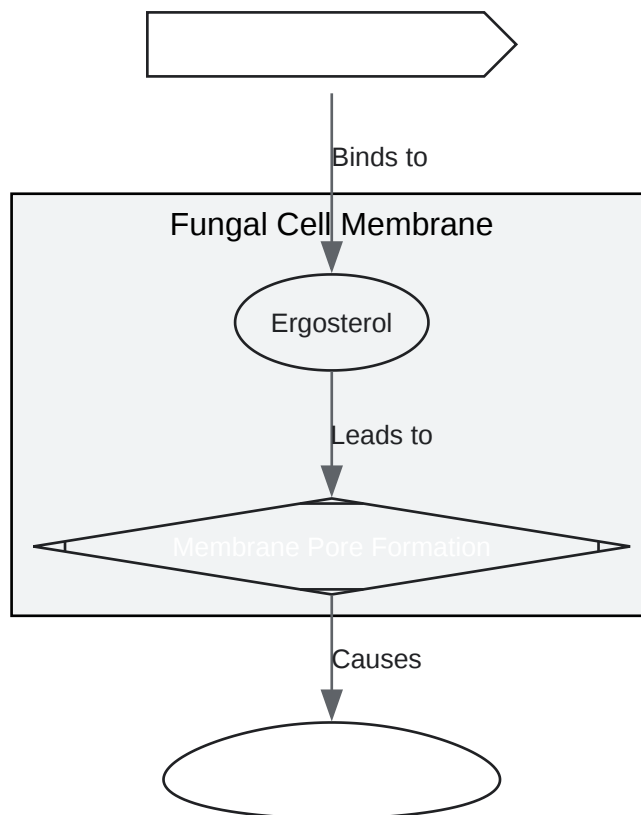 Binds to
Fungal Cell Membrane
Ergosterol
Leads to
Membrane Pore Formation
Causes